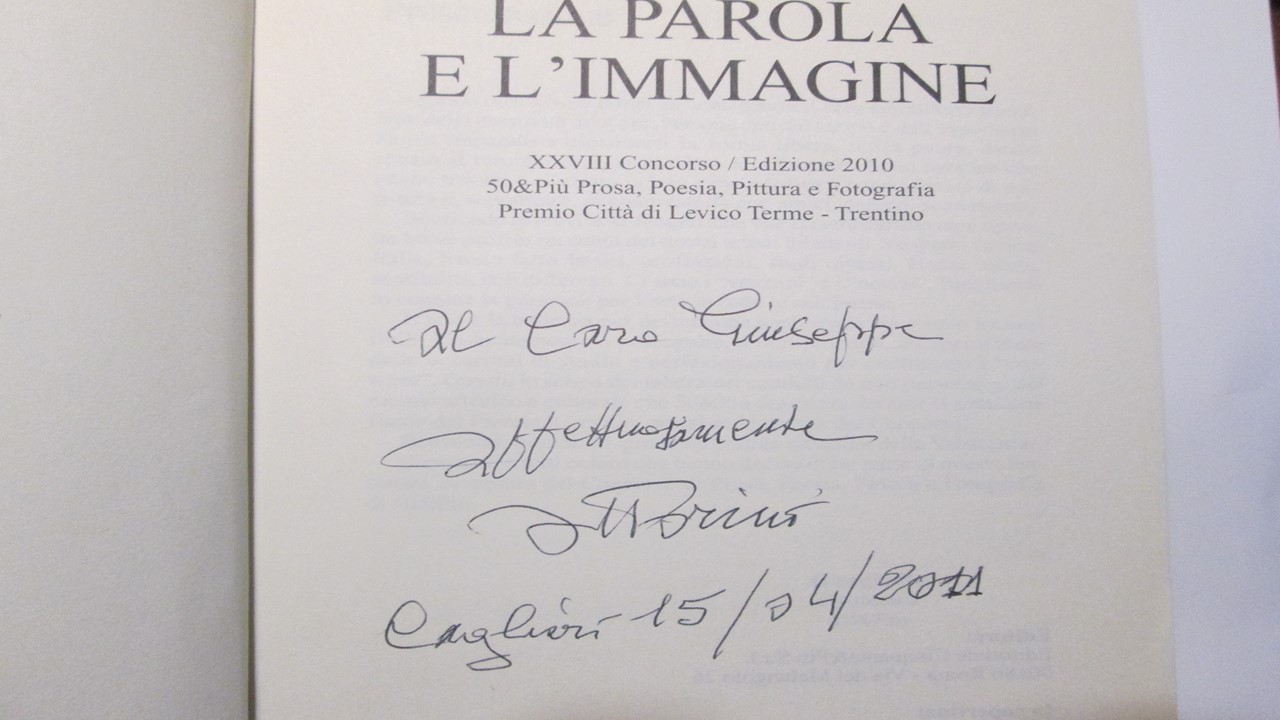 LA PAROLA
E L'IMMAGINE
XXVIII Concorso / Edizione 2010
50&Più Prosa, Poesia, Pittura e Fotografia
Premio Città di Levico Terme - Trentino
Al Caro Giuseppe
affettuosamente
Cagliari 15/04/2011